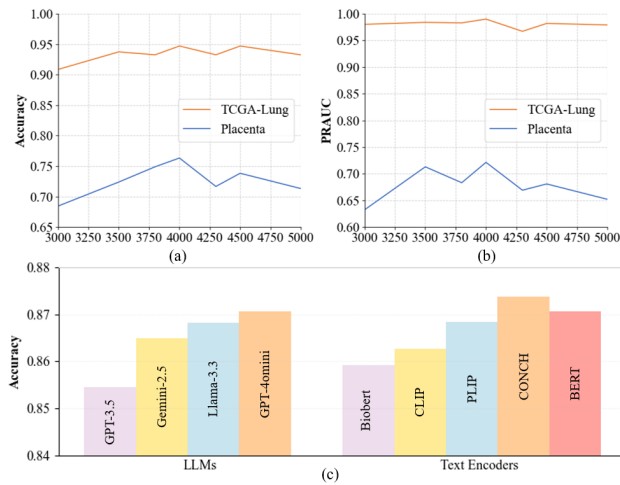 1.00
0.95
0.90
0.85
0.80
0.75
0.70
0.65
Accuracy
TCGA-Lung
Placenta
3000 3250 3500 3750 4000 4250 4500 4750 5000
(a)
1.00
0.95
0.90
0.85
0.80
0.75
0.70
0.65
0.60
PRAUC
TCGA-Lung
Placenta
3000 3250 3500 3750 4000 4250 4500 4750 5000
(b)
0.88
0.87
0.86
0.85
0.84
Accuracy
GPT-3.5
Gemini-2.5
Llama-3.3
GPT-4omini
Biobert
CLIP
PLIP
CONCH
BERT
LLMs
Text Encoders
(c)